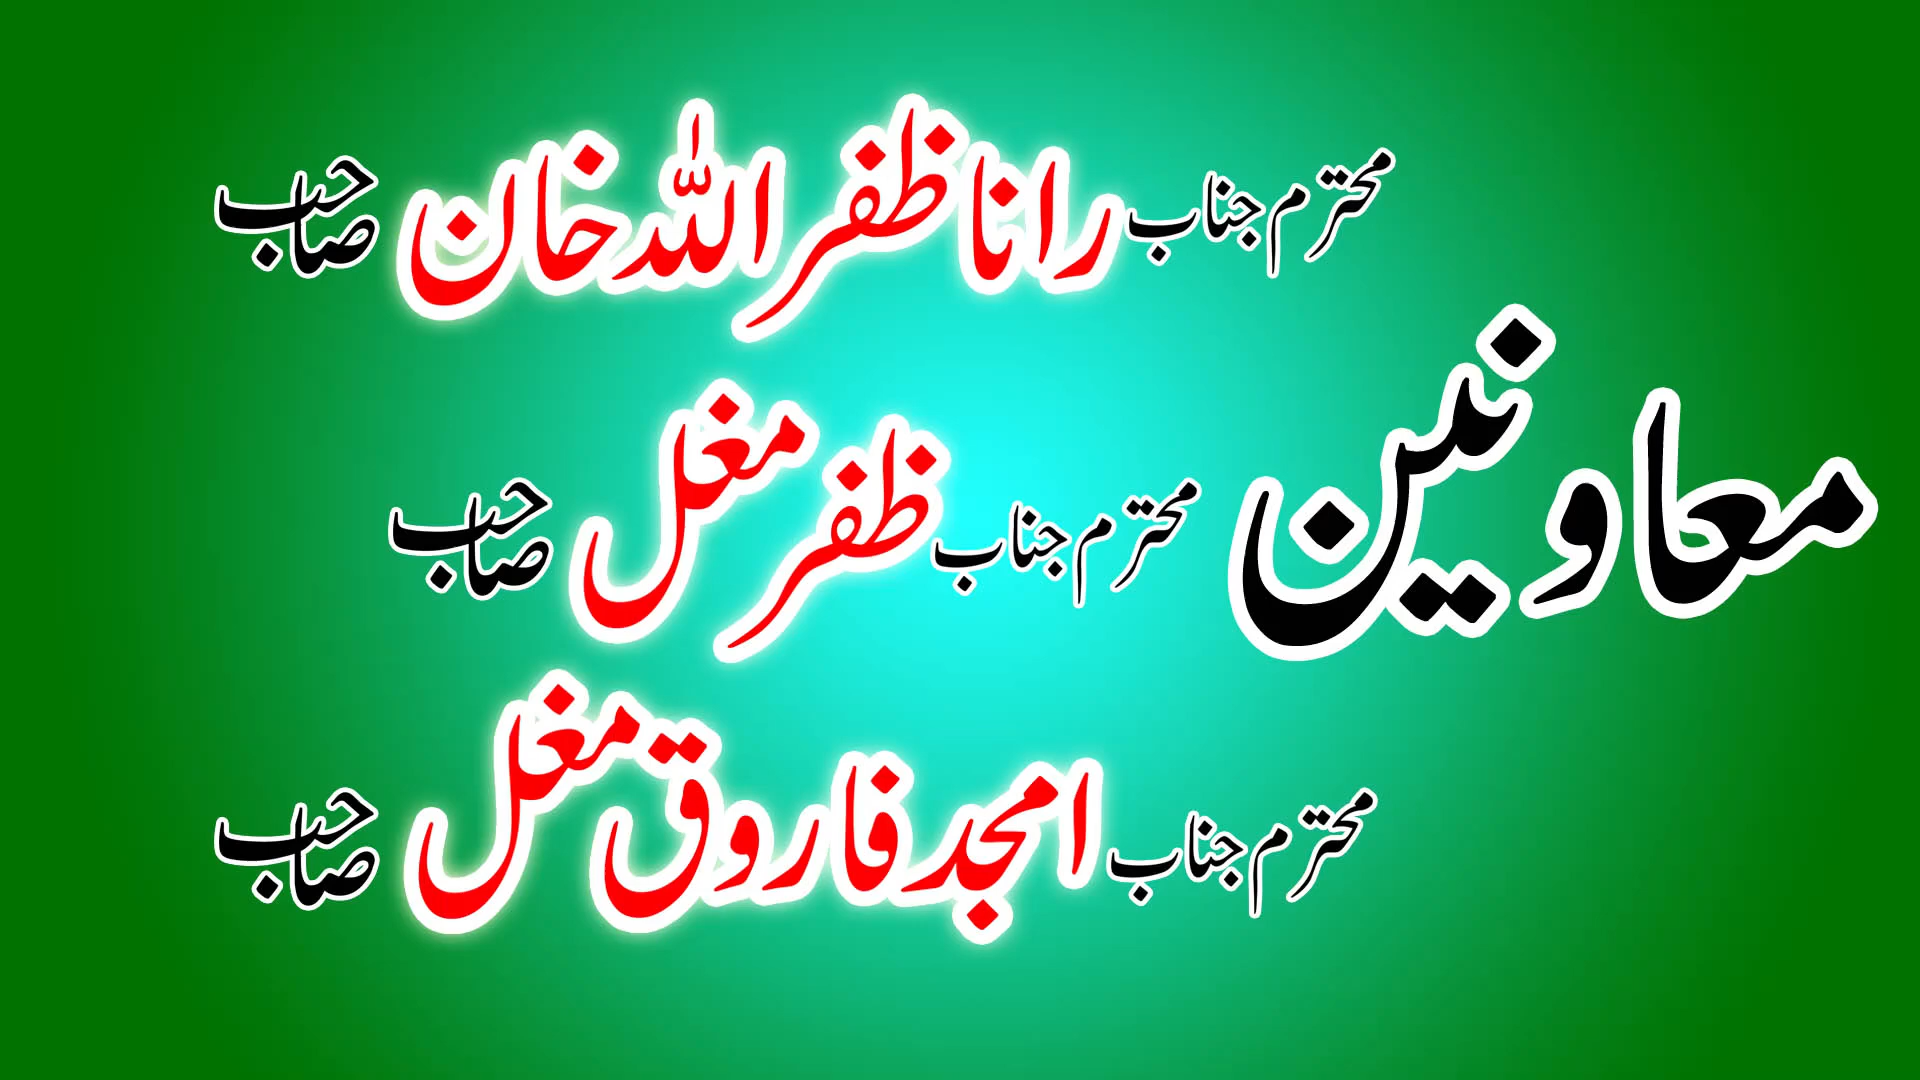 محترم جناب رانا ظفر اللہ خان صاحب
معاونین
محترم جناب ظفر مغل صاحب
محترم جناب امجد فاروق مغل صاحب